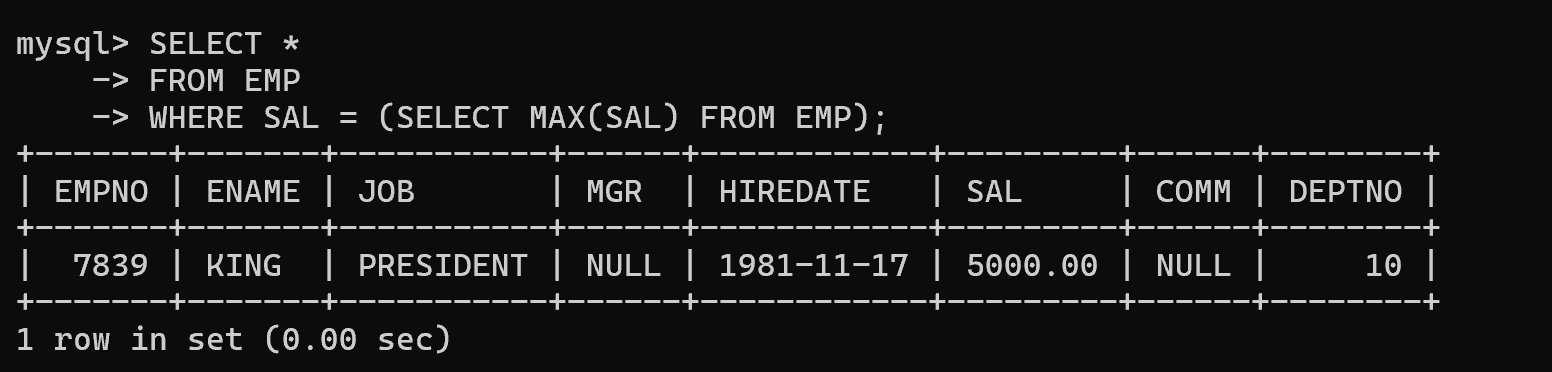 mysql> SELECT *
    -> FROM EMP
    -> WHERE SAL = (SELECT MAX(SAL) FROM EMP);
+-------+-------+-----------+------+------------+---------+------+--------+
| EMPNO | ENAME | JOB       | MGR  | HIREDATE   | SAL     | COMM | DEPTNO |
+-------+-------+-----------+------+------------+---------+------+--------+
|  7839 | KING  | PRESIDENT | NULL | 1981-11-17 | 5000.00 | NULL |     10 |
+-------+-------+-----------+------+------------+---------+------+--------+
1 row in set (0.00 sec)